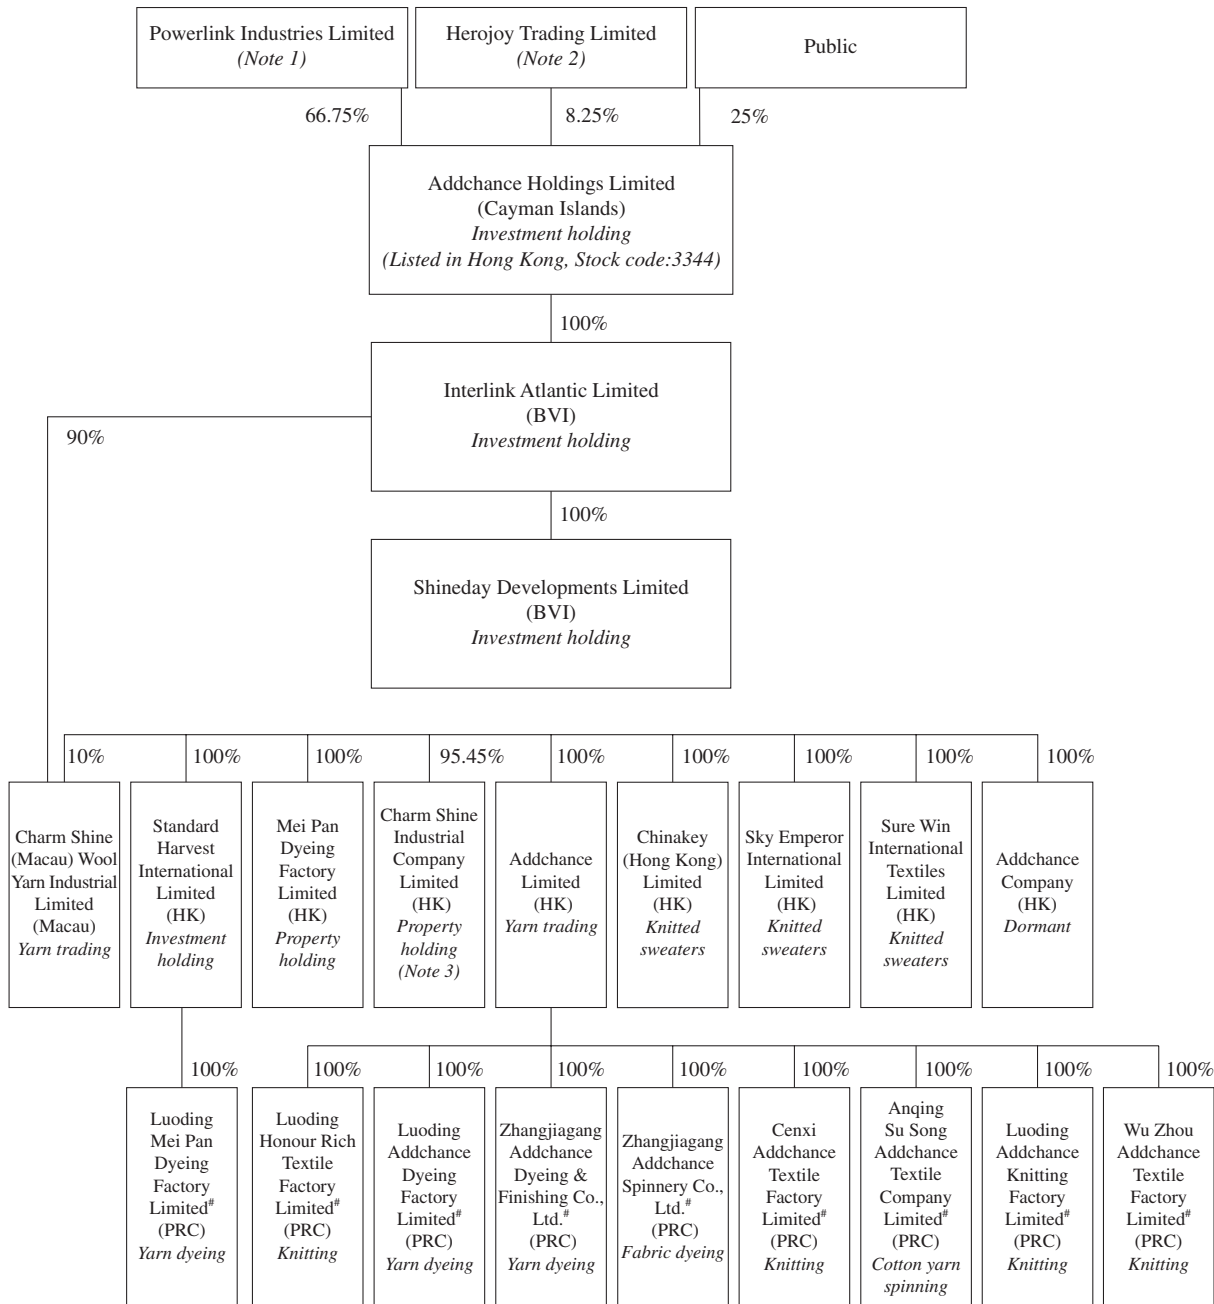 Powerlink Industries Limited
(Note 1)
Herojoy Trading Limited
(Note 2)
Public
66.75%
8.25%
25%
Addchance Holdings Limited
(Cayman Islands)
Investment holding
(Listed in Hong Kong, Stock code:3344)
100%
Interlink Atlantic Limited
(BVI)
Investment holding
90%
100%
Shineday Developments Limited
(BVI)
Investment holding
10%
100%
100%
95.45%
100%
100%
100%
100%
100%
Charm Shine
(Macau) Wool
Yarn Industrial
Limited
(Macau)
Yarn trading
Standard
Harvest
International
Limited
(HK)
Investment
holding
Mei Pan
Dyeing
Factory
Limited
(HK)
Property
holding
Charm Shine
Industrial
Company
Limited
(HK)
Property
holding
(Note 3)
Addchance
Limited
(HK)
Yarn trading
Chinakey
(Hong Kong)
Limited
(HK)
Knitted
sweaters
Sky Emperor
International
Limited
(HK)
Knitted
sweaters
Sure Win
International
Textiles
Limited
(HK)
Knitted
sweaters
Addchance
Company
(HK)
Dormant
100%
100%
100%
100%
100%
100%
100%
100%
100%
Luoding
Mei Pan
Dyeing
Factory
Limited#
(PRC)
Yarn dyeing
Luoding
Honour Rich
Textile
Factory
Limited#
(PRC)
Knitting
Luoding
Addchance
Dyeing
Factory
Limited#
(PRC)
Yarn dyeing
Zhangjiagang
Addchance
Dyeing &
Finishing Co.,
Ltd.#
(PRC)
Yarn dyeing
Zhangjiagang
Addchance
Spinnery Co.,
Ltd.#
(PRC)
Fabric dyeing
Cenxi
Addchance
Textile
Factory
Limited#
(PRC)
Knitting
Anqing
Su Song
Addchance
Textile
Company
Limited#
(PRC)
Cotton yarn
spinning
Luoding
Addchance
Knitting
Factory
Limited#
(PRC)
Knitting
Wu Zhou
Addchance
Textile
Factory
Limited#
(PRC)
Knitting